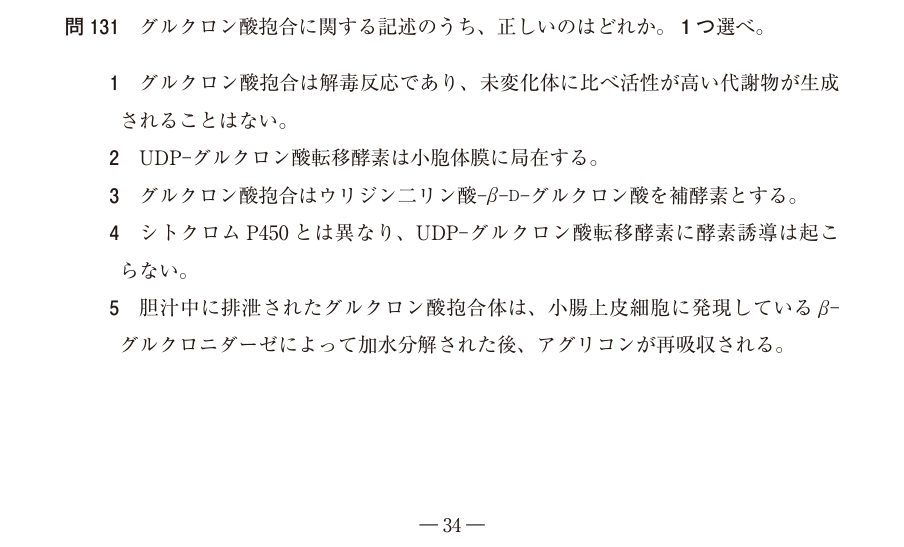 問 131 グルクロン酸抱合に関する記述のうち、正しいのはどれか。1つ選べ。
1 グルクロン酸抱合は解毒反応であり、未変化体に比べ活性が高い代謝物が生成
されることはない。
2 UDP-グルクロン酸転移酵素は小胞体膜に局在する。
3 グルクロン酸抱合はウリジン二リン酸-β-D-グルクロン酸を補酵素とする。
4 シトクロム P450 とは異なり、UDP-グルクロン酸転移酵素に酵素誘導は起こ
らない。
5 胆汁中に排泄されたグルクロン酸抱合体は、小腸上皮細胞に発現している β-
グルクロニダーゼによって加水分解された後、アグリコンが再吸収される。
— 34 —